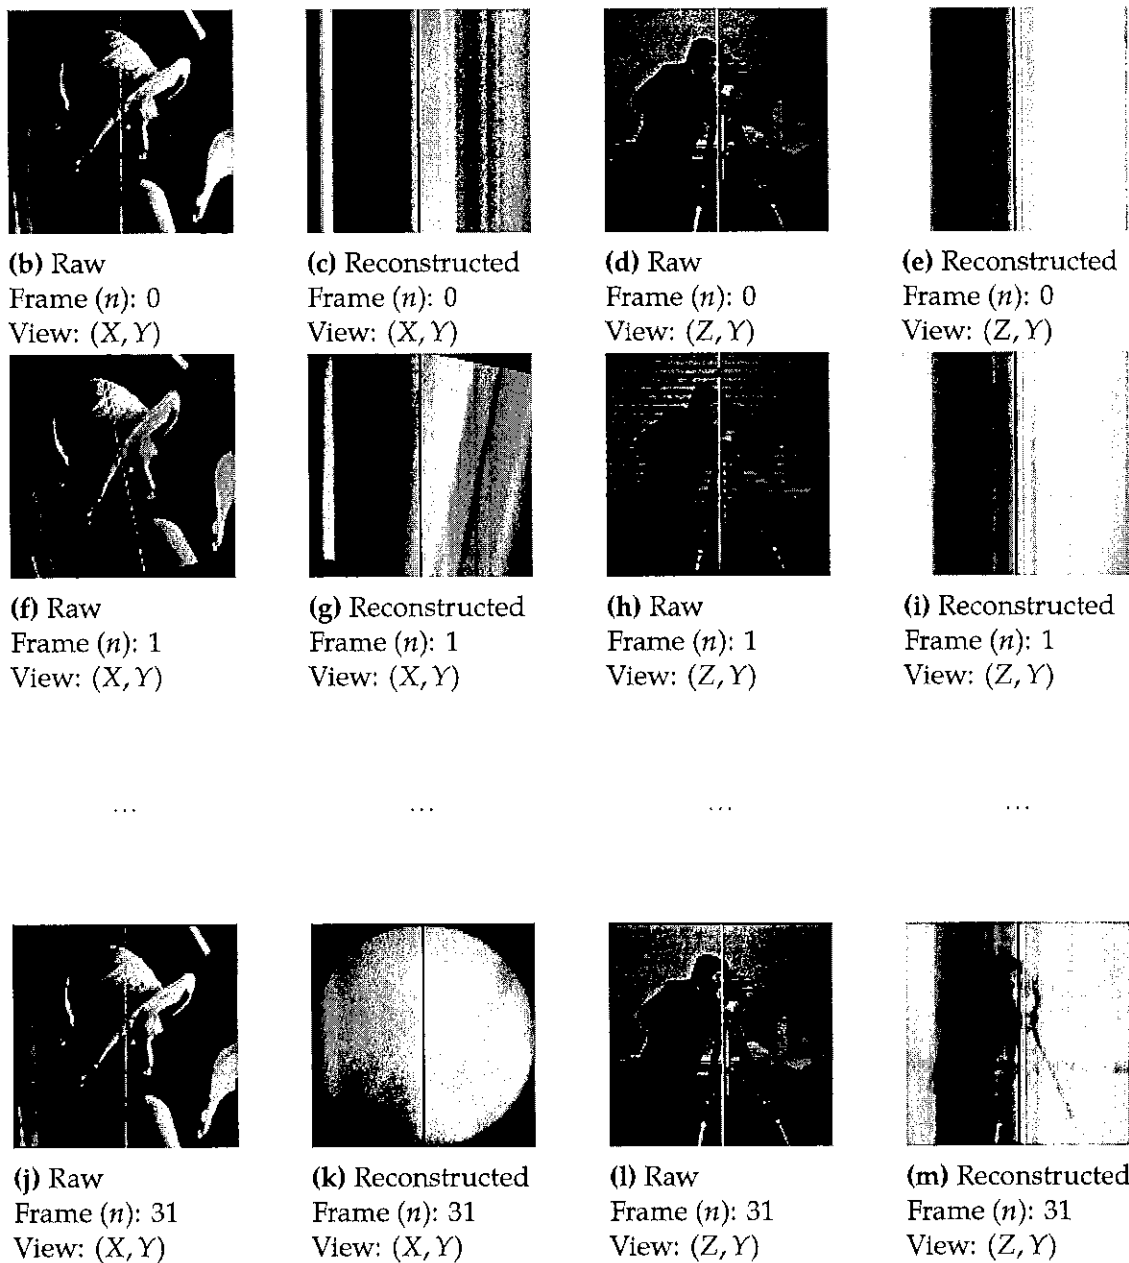 (b) Raw
Frame (n): 0
View: (X, Y)
(c) Reconstructed
Frame (n): 0
View: (X, Y)
(d) Raw
Frame (n): 0
View: (Z, Y)
(e) Reconstructed
Frame (n): 0
View: (Z, Y)
(f) Raw
Frame (n): 1
View: (X, Y)
(g) Reconstructed
Frame (n): 1
View: (X, Y)
(h) Raw
Frame (n): 1
View: (Z, Y)
(i) Reconstructed
Frame (n): 1
View: (Z, Y)
...
...
...
...
(j) Raw
Frame (n): 31
View: (X, Y)
(k) Reconstructed
Frame (n): 31
View: (X, Y)
(l) Raw
Frame (n): 31
View: (Z, Y)
(m) Reconstructed
Frame (n): 31
View: (Z, Y)